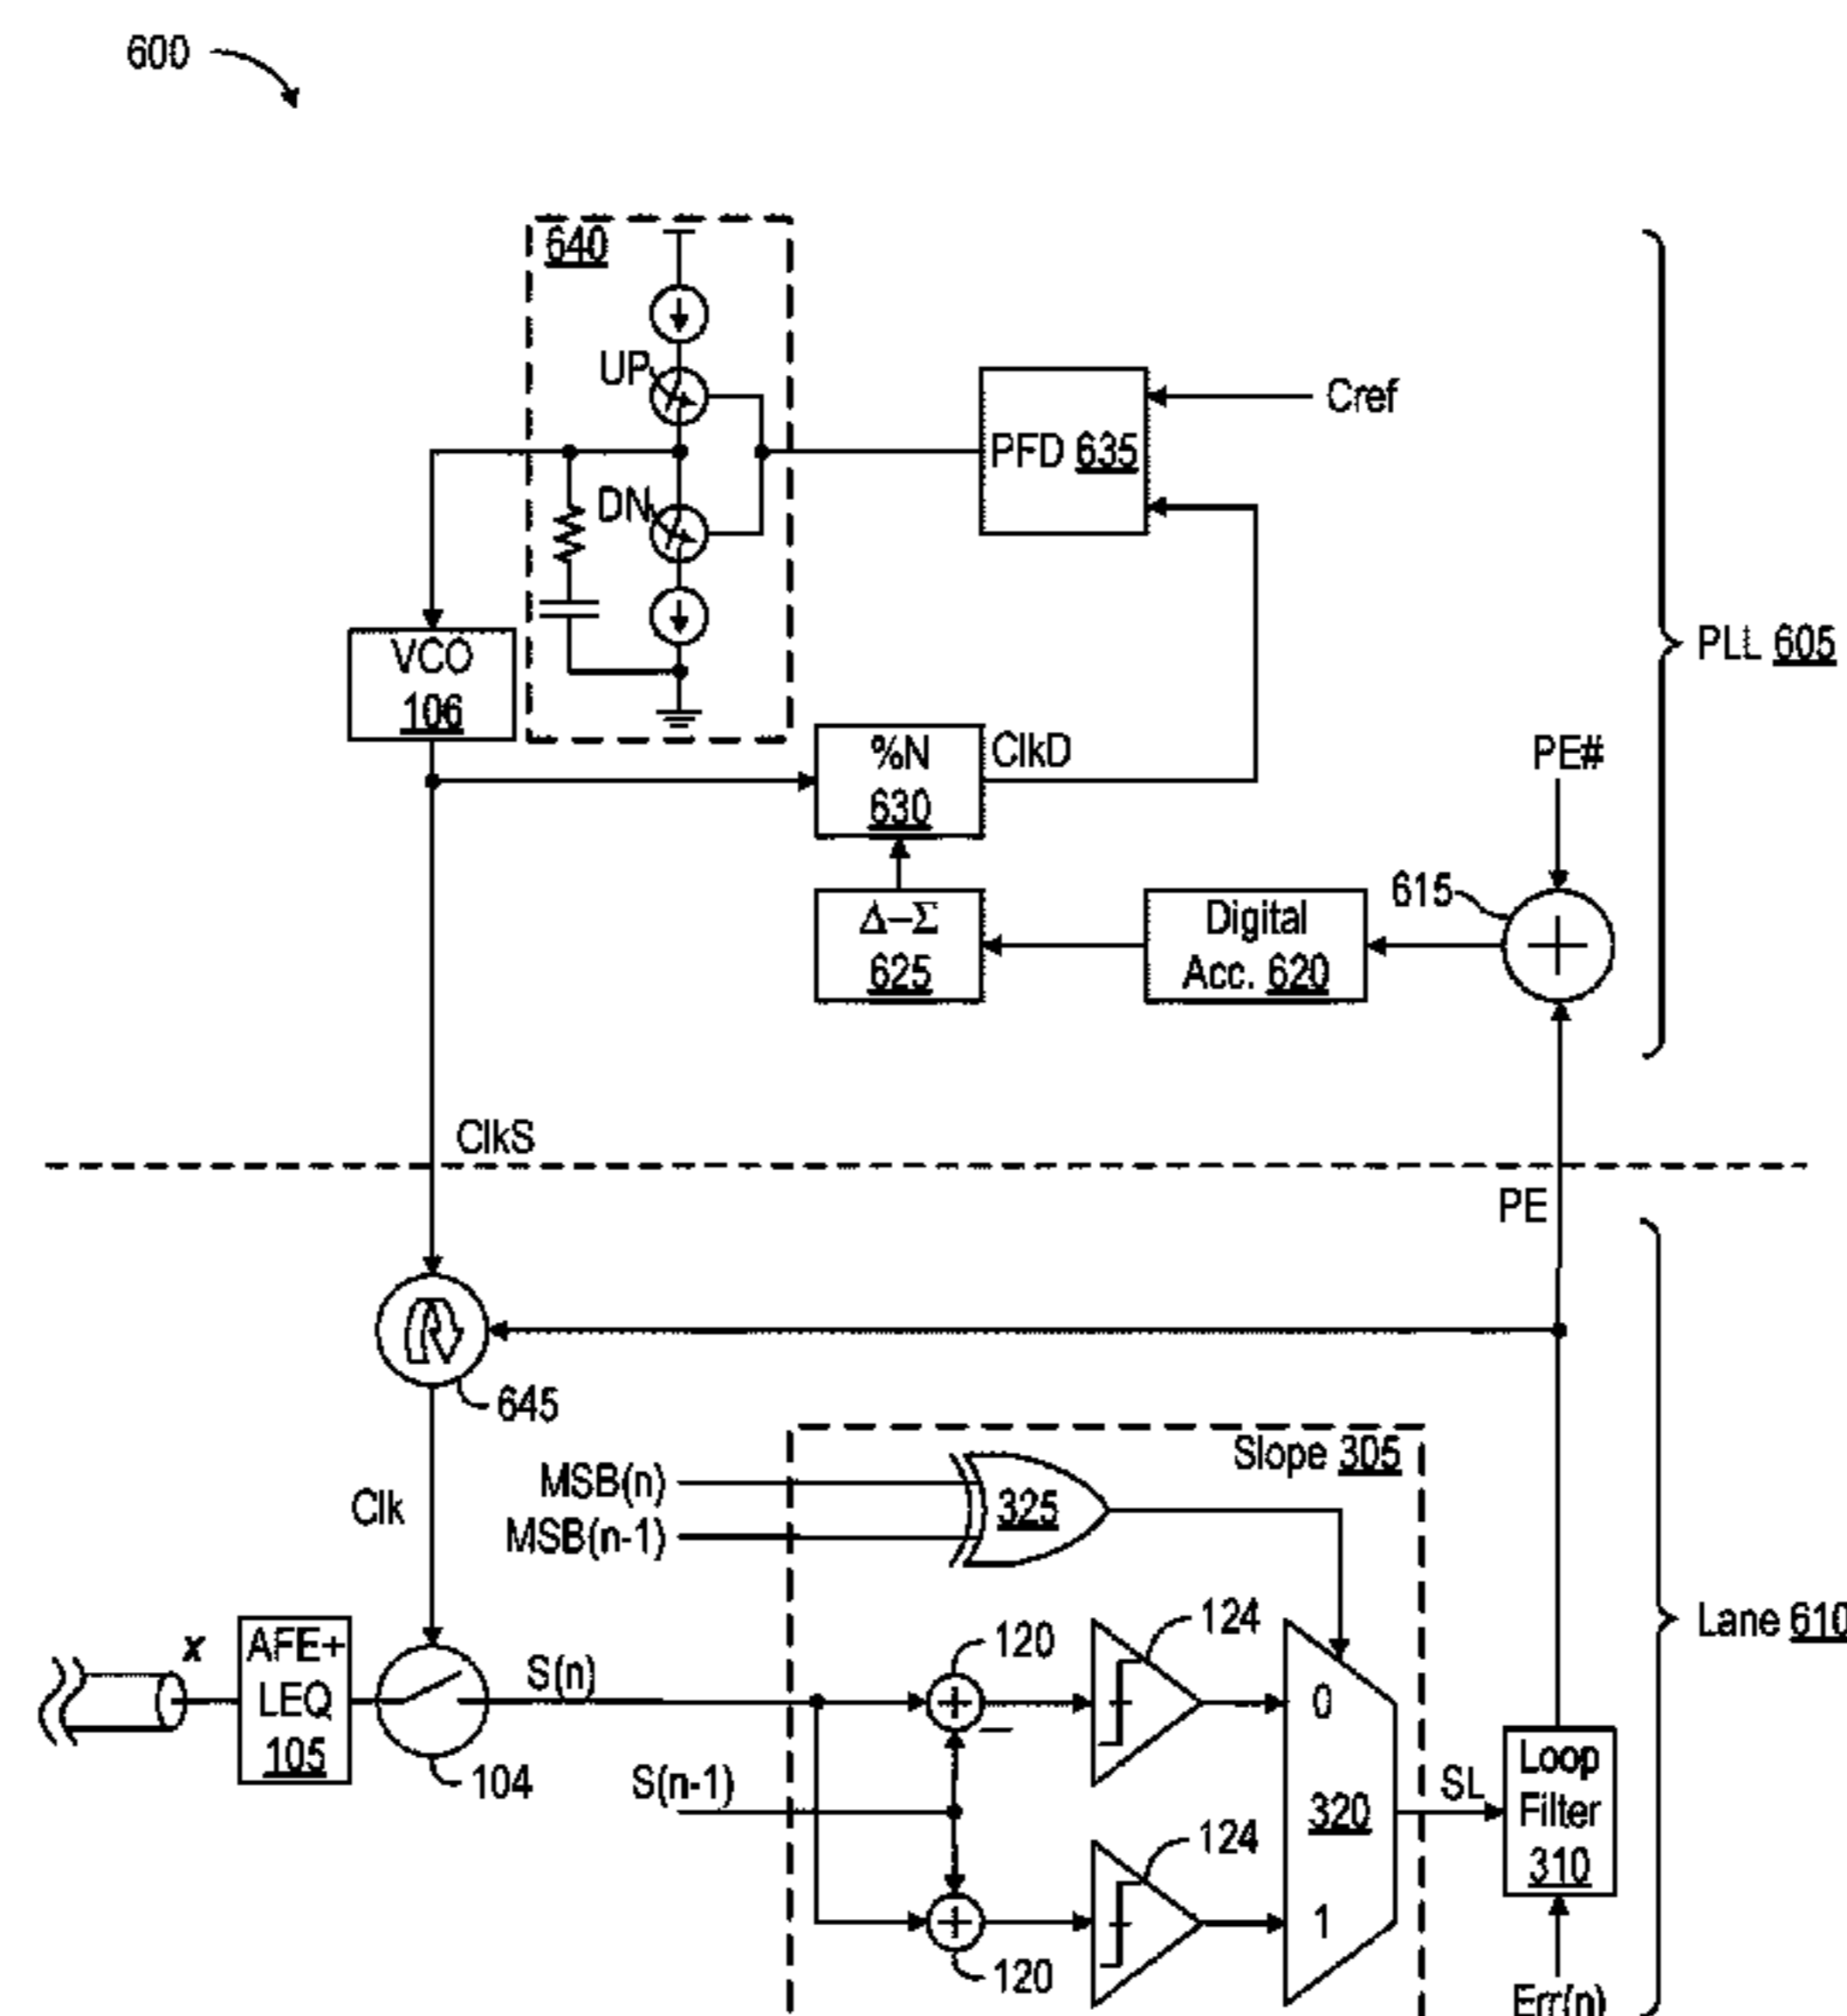 600
640
UP
DN
PFD 635
Cref
PLL 605
VCO
106
%N
630
ClkD
PE#
615
Δ–Σ
625
Digital
Acc. 620
+
ClkS
PE
645
Slope 305
MSB(n)
MSB(n-1)
325
Clk
x
AFE+
LEQ
105
104
S(n)
S(n-1)
120
+
–
124
0
320
1
SL
Loop
Filter
310
Lane 610
124
+
120
Err(n)